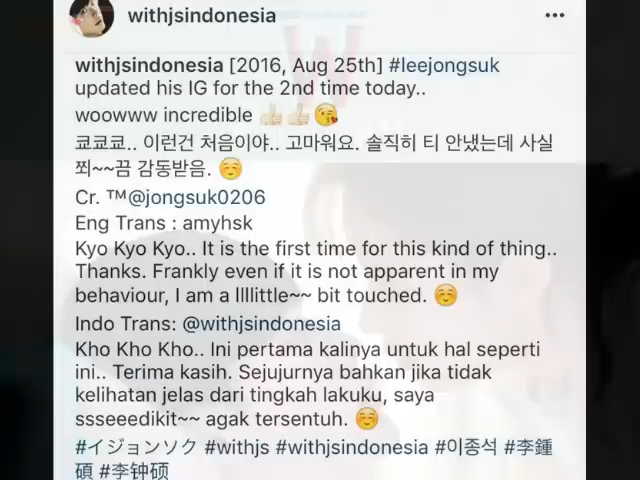 withjsindonesia
withjsindonesia [2016, Aug 25th] #leejongsuk
updated his IG for the 2nd time today..
woowww incredible 👍🏻👍🏻😘
쿄쿄쿄.. 이런건 처음이야.. 고마워요. 솔직히 티 안냈는데 사실
쬐~~끔 감동받음. ☺️
Cr. ™@jongsuk0206
Eng Trans : amyhsk
Kyo Kyo Kyo.. It is the first time for this kind of thing..
Thanks. Frankly even if it is not apparent in my
behaviour, I am a lllllittle~~ bit touched. ☺️
Indo Trans: @withjsindonesia
Kho Kho Kho.. Ini pertama kalinya untuk hal seperti
ini.. Terima kasih. Sejujurnya bahkan jika tidak
kelihatan jelas dari tingkah lakuku, saya
ssseeedikit~~ agak tersentuh. ☺️
#イジョンソク #withjs #withjsindonesia #이종석 #李鍾
碩 #李钟硕